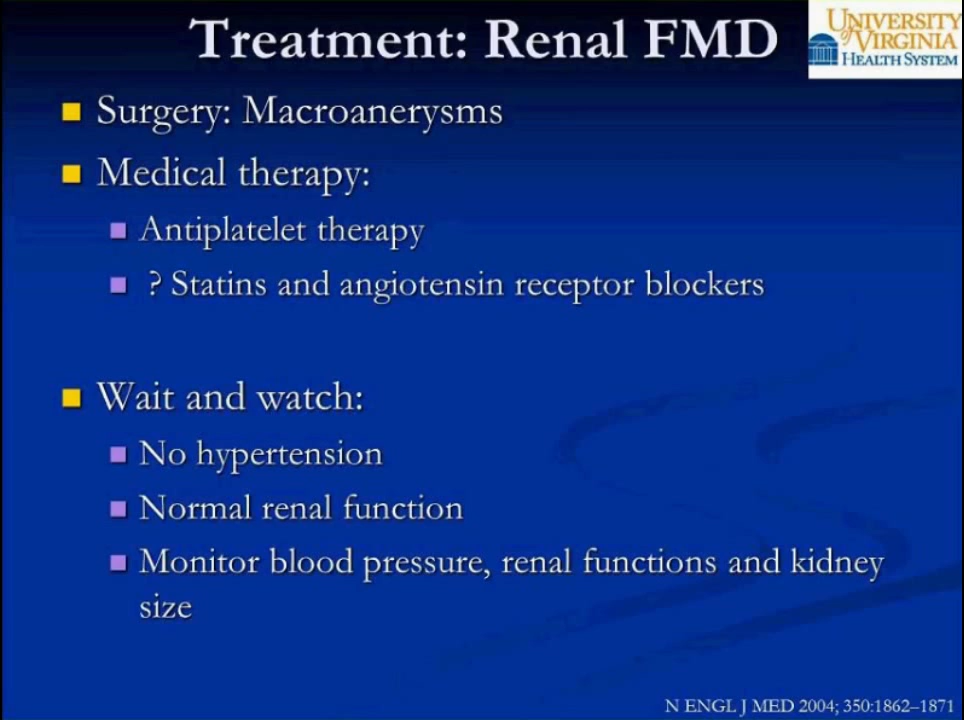 Treatment: Renal FMD
UNIVERSITY
VIRGINIA
HEALTH SYSTEM
Surgery: Macroanerysms
Medical therapy:
Antiplatelet therapy
? Statins and angiotensin receptor blockers
Wait and watch:
No hypertension
Normal renal function
Monitor blood pressure, renal functions and kidney
size
N ENGL J MED 2004; 350:1862–1871